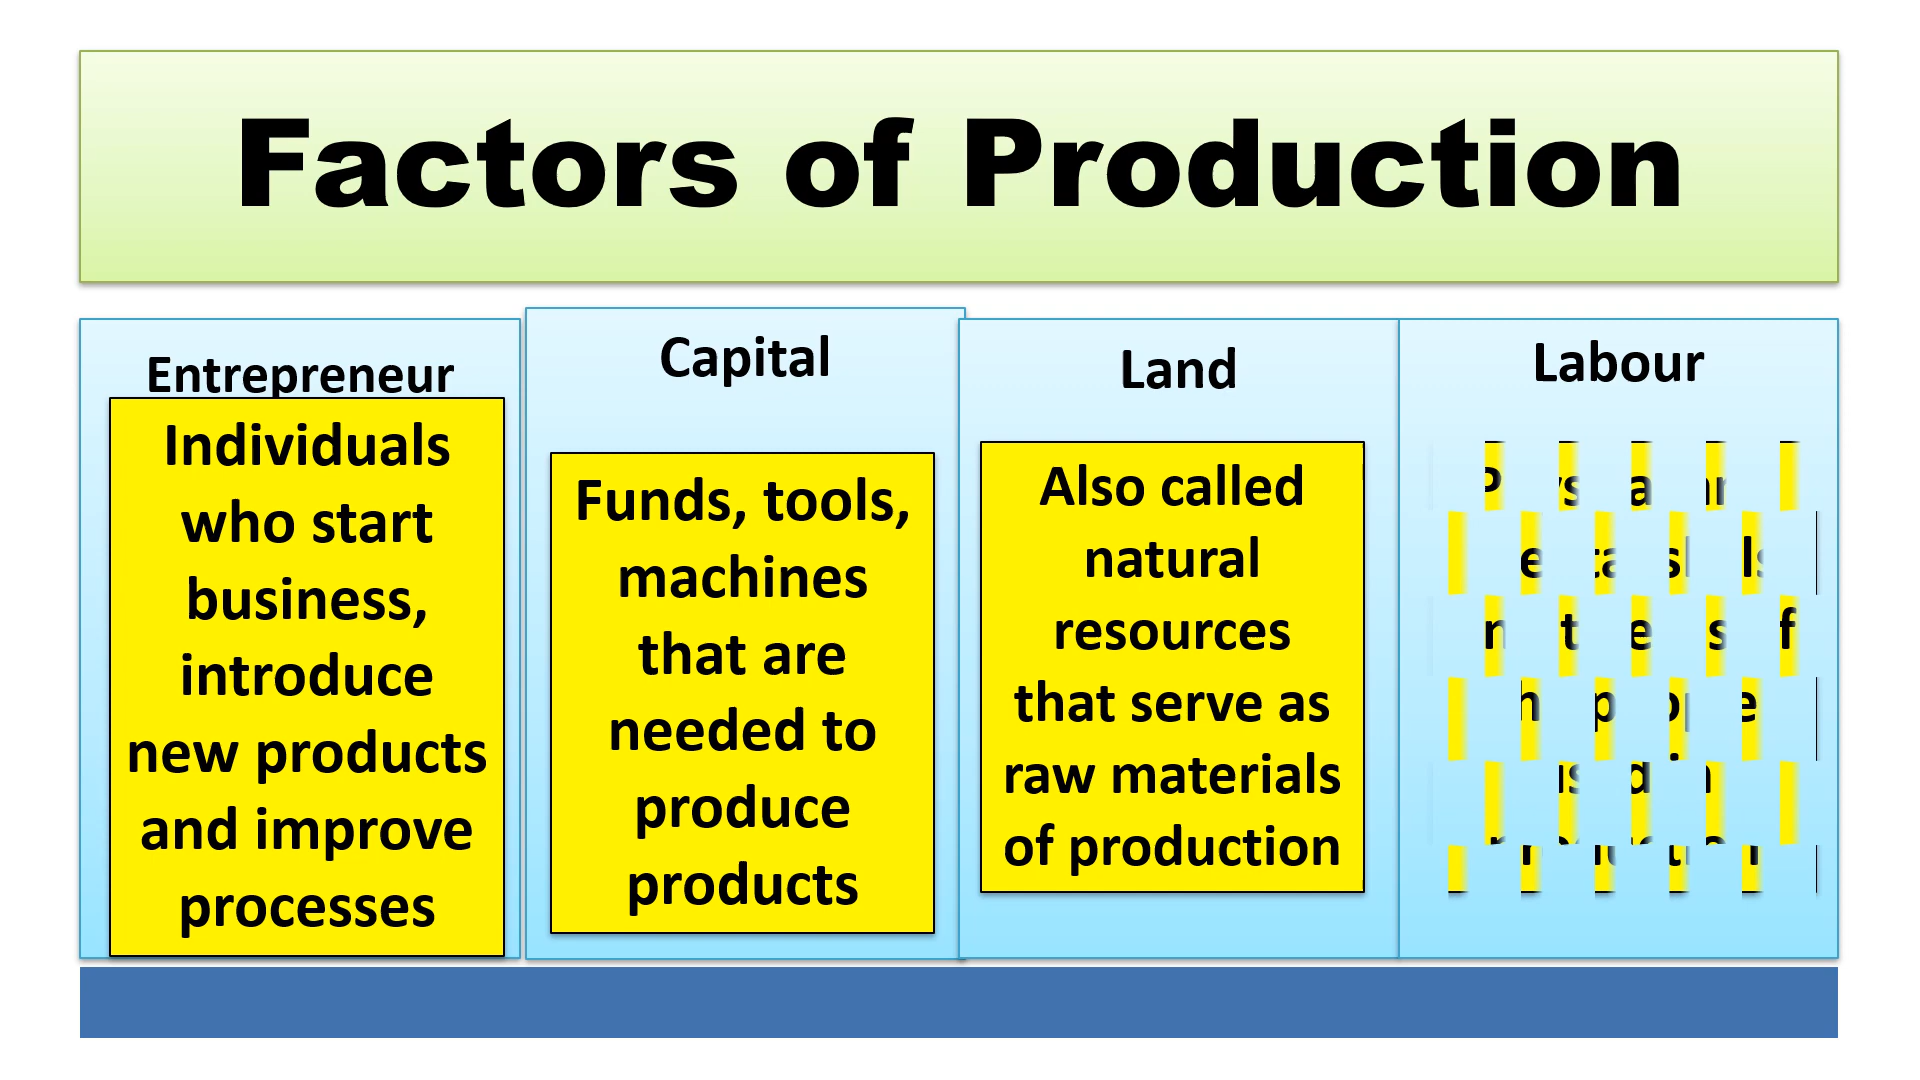 Factors of Production
Entrepreneur
Individuals
who start
business,
introduce
new products
and improve
processes
Capital
Funds, tools,
machines
that are
needed to
produce
products
Land
Also called
natural
resources
that serve as
raw materials
of production
Labour